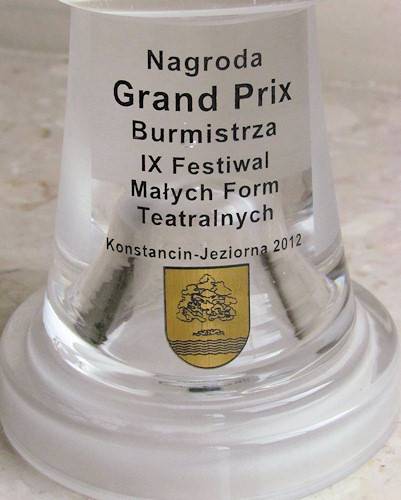 Nagroda
Grand Prix
Burmistrza
IX Festiwal
Małych Form
Teatralnych
Konstancin-Jeziorna 2012